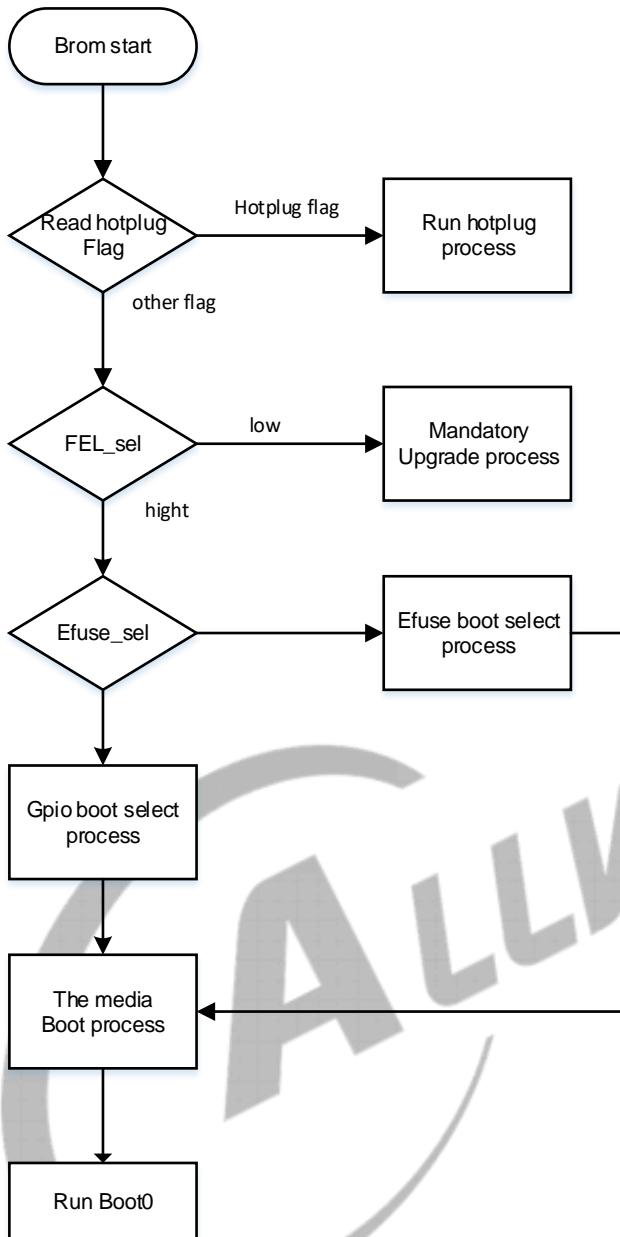 Brom start
Read hotplug
Flag
Hotplug flag
Run hotplug
process
other flag
FEL_sel
low
Mandatory
Upgrade process
hight
Efuse_sel
Efuse boot select
process
Gpio boot select
process
The media
Boot process
Run Boot0